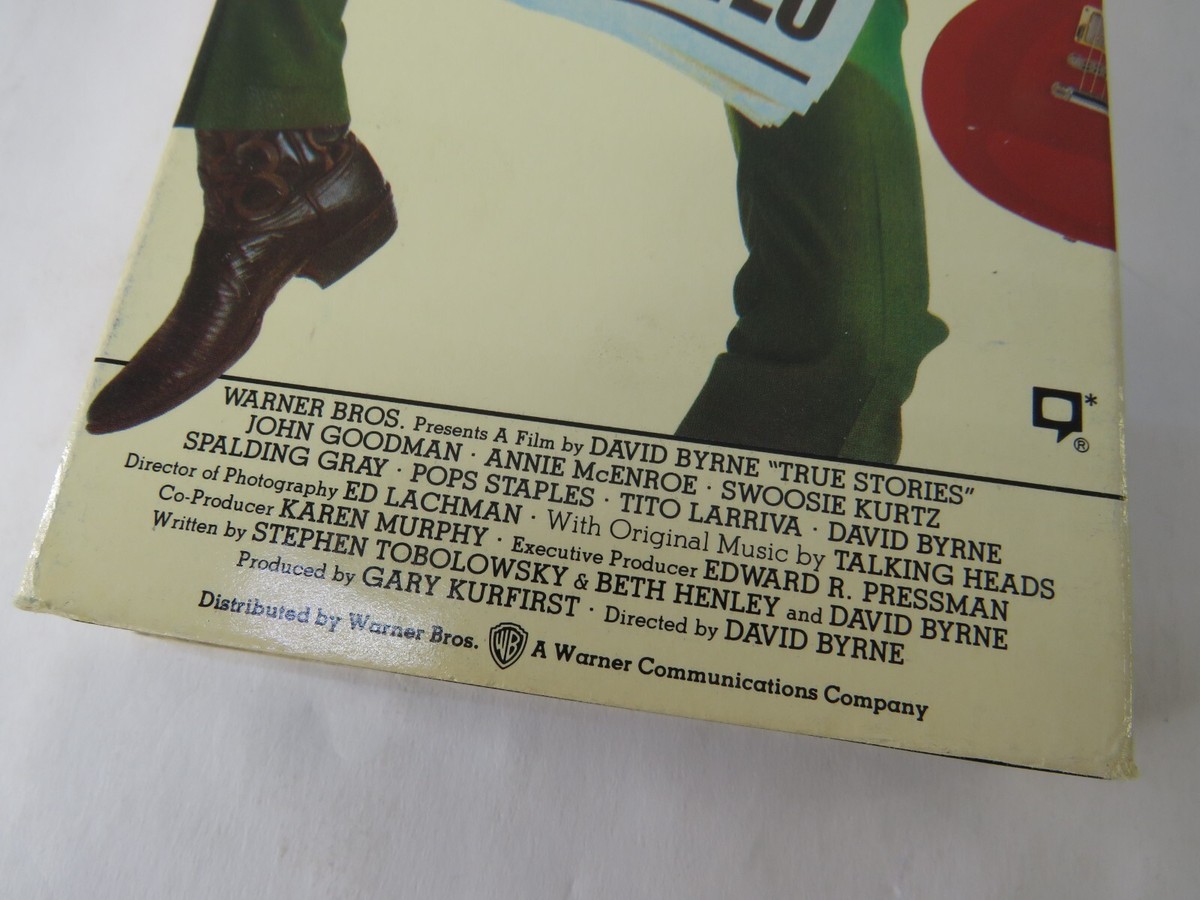 WARNER BROS. Presents A Film by DAVID BYRNE "TRUE STORIES"
JOHN GOODMAN · ANNIE McENROE · SWOOSIE KURTZ
SPALDING GRAY · POPS STAPLES · TITO LARRIVA · DAVID BYRNE
Director of Photography ED LACHMAN · With Original Music by TALKING HEADS
Co-Producer KAREN MURPHY · Executive Producer EDWARD R. PRESSMAN
Written by STEPHEN TOBOLOWSKY & BETH HENLEY and DAVID BYRNE
Produced by GARY KURFIRST · Directed by DAVID BYRNE
Distributed by Warner Bros. WB A Warner Communications Company